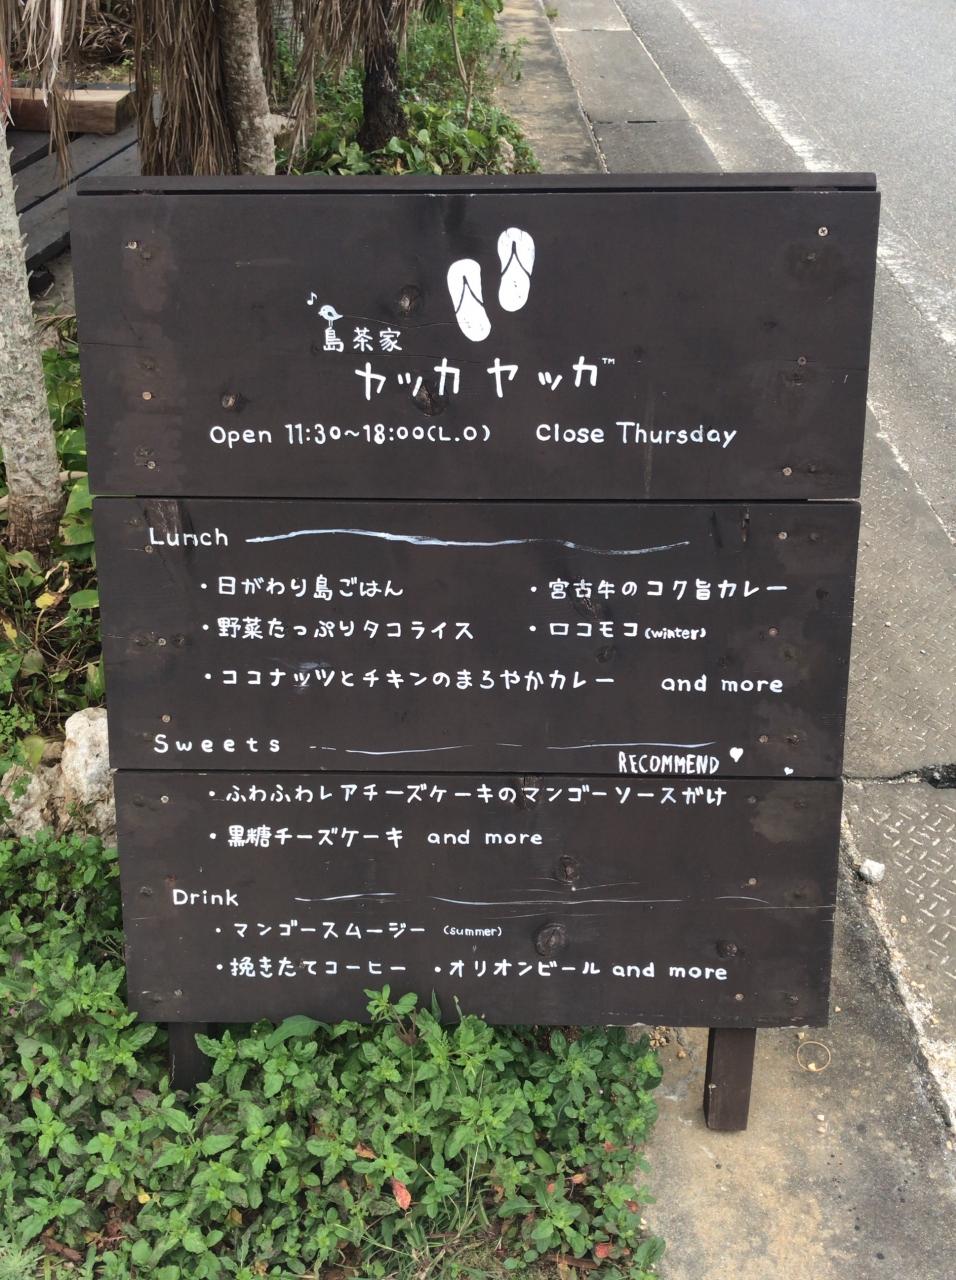 島茶家
ヤッカヤッカ™
Open 11:30~18:00(L.O) Close Thursday
Lunch
・日がわり島ごはん ・宮古牛のコク旨カレー
・野菜たっぷりタコライス ・ロコモコ(winter)
・ココナッツとチキンのまろやかカレー and more
Sweets
RECOMMEND
・ふわふわレアチーズケーキのマンゴーソースがけ
・黒糖チーズケーキ and more
Drink
・マンゴースムージー (summer)
・挽きたてコーヒー ・オリオンビール and more